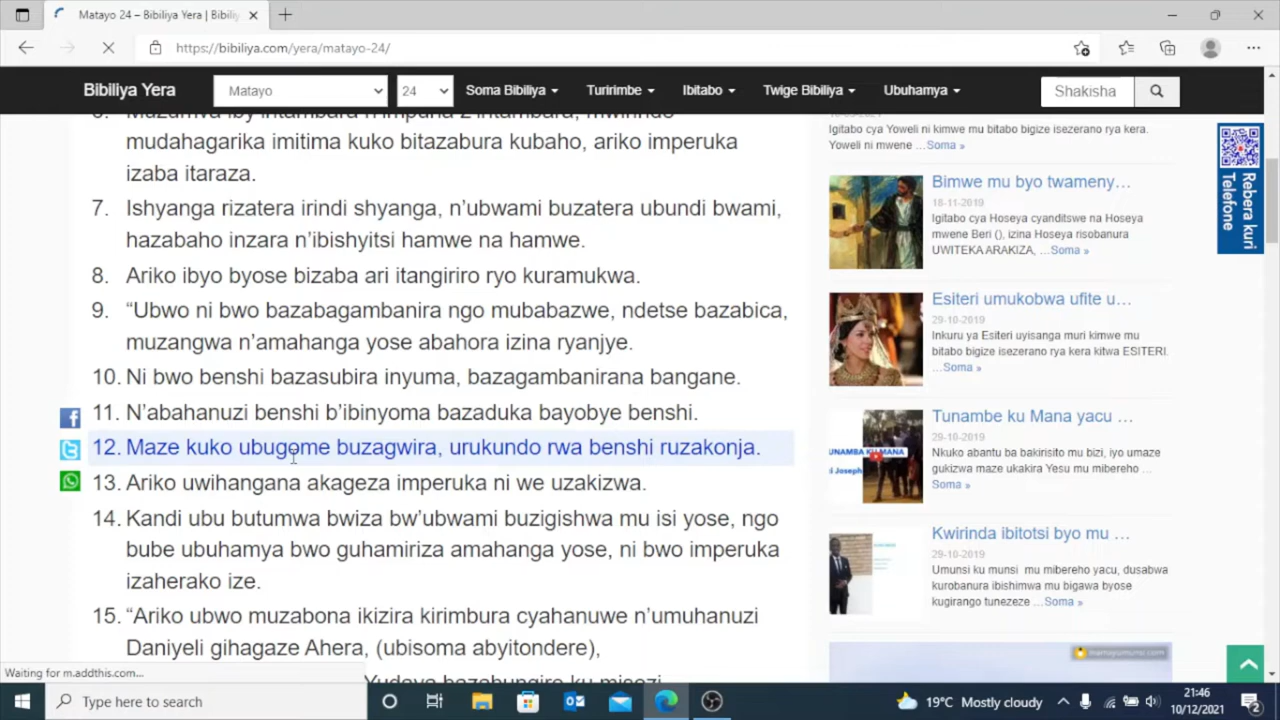 Matayo 24 – Bibiliya Yera | Bibiliy
https://bibiliya.com/yera/matayo-24/
Bibiliya Yera
Matayo
24
Soma Bibiliya
Turirimbe
Ibitabo
Twige Bibiliya
Ubuhamya
Shakisha
mudahagarika imitima kuko bitazabura kubaho, ariko imperuka
izaba itaraza.
7. Ishyanga rizatera irindi shyanga, n’ubwami buzatera ubundi bwami,
hazabaho inzara n’ibishyitsi hamwe na hamwe.
8. Ariko ibyo byose bizaba ari itangiriro ryo kuramukwa.
9. “Ubwo ni bwo bazabagambanira ngo mubabazwe, ndetse bazabica,
muzangwa n’amahanga yose abahora izina ryanjye.
10. Ni bwo benshi bazasubira inyuma, bazagambanirana bangane.
11. N’abahanuzi benshi b’ibinyoma bazaduka bayobye benshi.
12. Maze kuko ubugome buzagwira, urukundo rwa benshi ruzakonja.
13. Ariko uwihangana akageza imperuka ni we uzakizwa.
14. Kandi ubu butumwa bwiza bw’ubwami buzigishwa mu isi yose, ngo
bube ubuhamya bwo guhamiriza amahanga yose, ni bwo imperuka
izaherako ize.
15. “Ariko ubwo muzabona ikizira kirimbura cyahanuwe n’umuhanuzi
Daniyeli gihagaze Ahera, (ubisoma abyitondere),
Igitabo cya Yoweli ni kimwe mu bitabo bigize isezerano rya kera.
Yoweli ni mwene ...Soma »
Bimwe mu byo twameny…
18-11-2019
Igitabo cya Hoseya cyanditswe na Hoseya
mwene Beri (), izina Hoseya risobanura
UWITEKA ARAKIZA, ...Soma »
Esiteri umukobwa ufite u…
29-10-2019
Inkuru ya Esiteri uyisanga muri kimwe mu
bitabo bigize isezerano rya kera kitwa ESITERI.
...Soma »
Tunambe ku Mana yacu …
29-10-2019
Nkuko abantu ba bakirisito mu bizi, iyo umaze
gukizwa maze ukakira Yesu mu mibereho ...
Soma »
Kwirinda ibitotsi byo mu …
29-10-2019
Umunsi ku munsi mu mibereho yacu, dusabwa
kurobanura ibishimwa mu bigawa byose
kugirango tunezeze ...Soma »
Rebera kuri
Telefone
Waiting for m.addthis.com...
Type here to search
19°C Mostly cloudy
21:46
10/12/2021
2